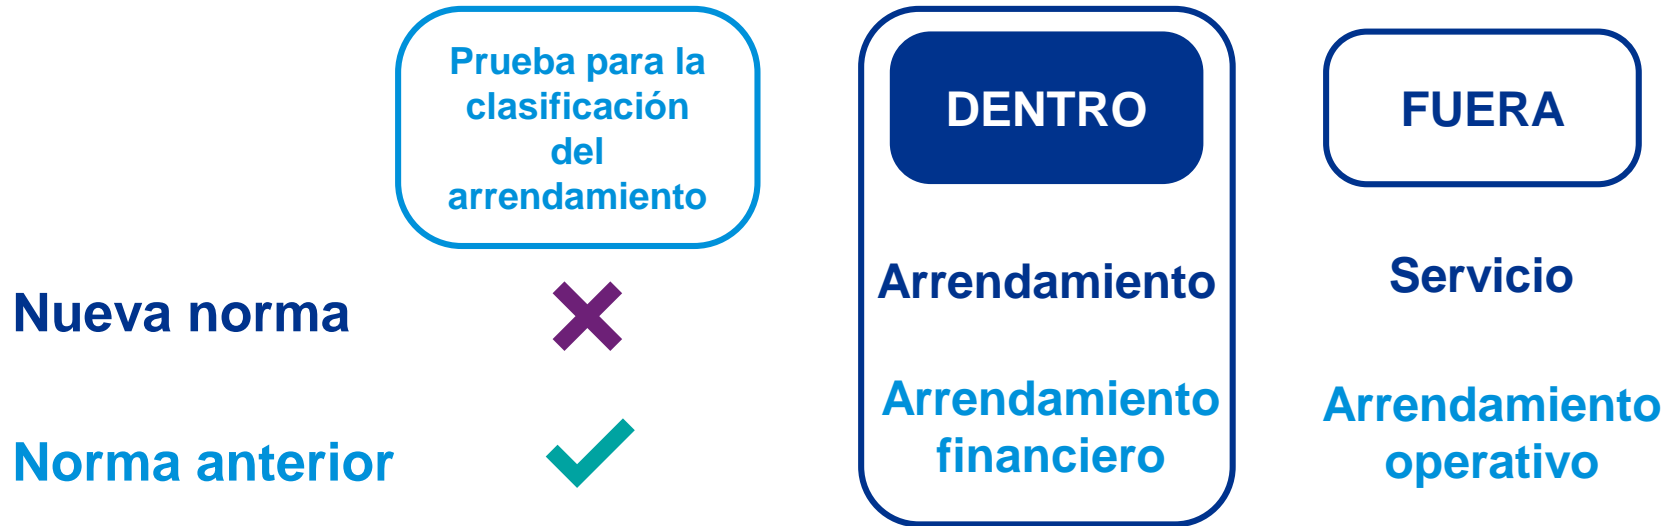 Prueba para la
clasificación
del
arrendamiento
DENTRO
FUERA
Nueva norma
Arrendamiento
Servicio
Norma anterior
Arrendamiento
financiero
Arrendamiento
operativo